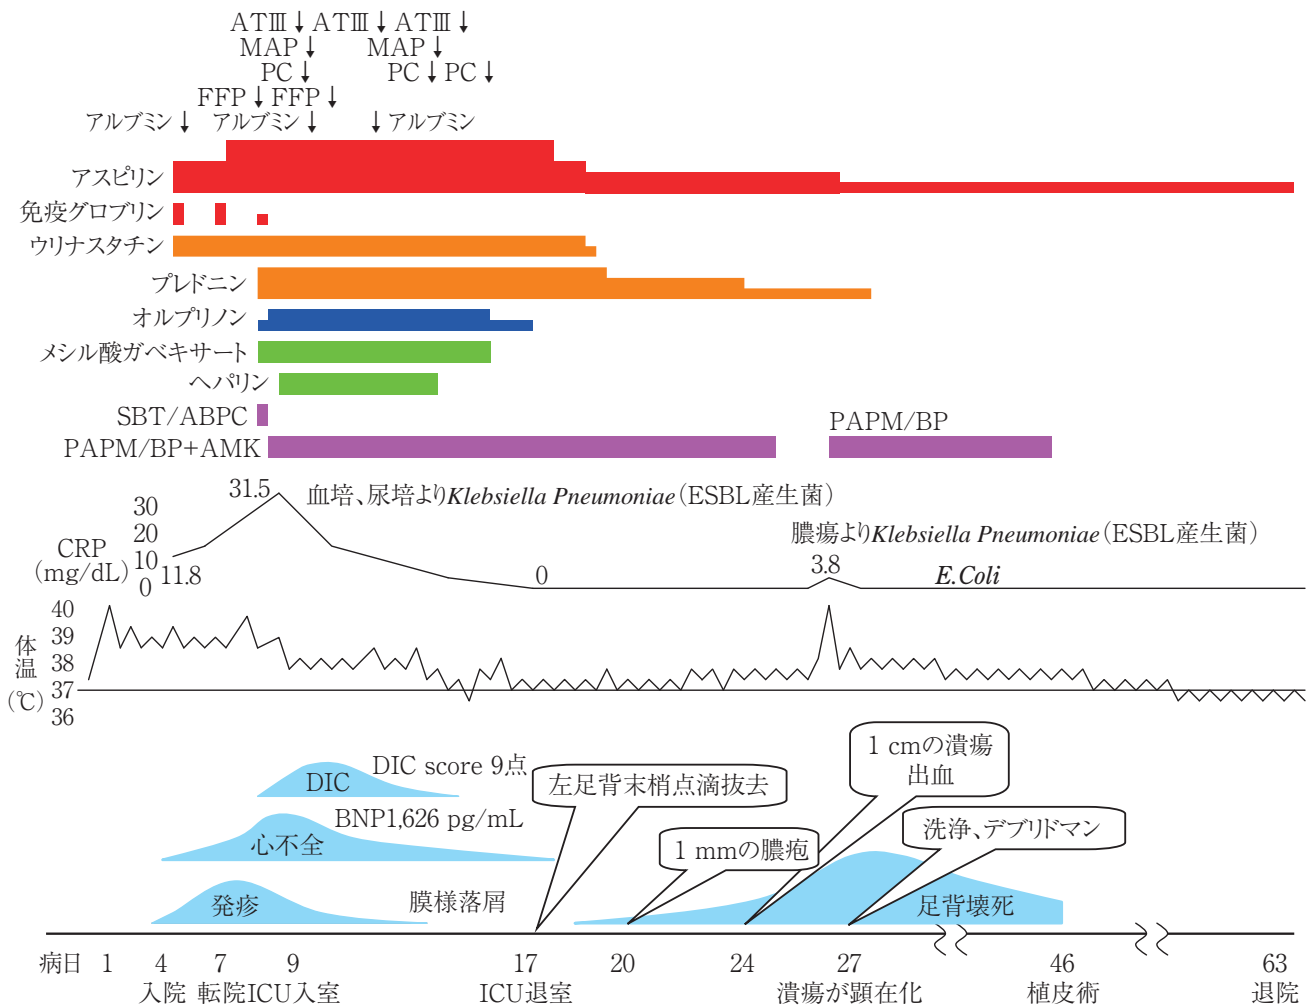 ATⅢ↓ ATⅢ↓ ATⅢ↓
MAP↓ MAP↓
PC↓ PC↓ PC↓
FFP↓ FFP↓
アルブミン↓ アルブミン↓ ↓アルブミン
アスピリン
免疫グロブリン
ウリナスタチン
プレドニン
オルプリノン
メシル酸ガベキサート
ヘパリン
SBT/ABPC
PAPM/BP
PAPM/BP+AMK
31.5 血培、尿培よりKlebsiella Pneumoniae(ESBL産生菌)
膿瘍よりKlebsiella Pneumoniae(ESBL産生菌)
E.Coli
CRP
(mg/dL)
30
20
10
0
11.8
0
3.8
体温
(℃)
40
39
38
37
36
DIC
DIC score 9点
心不全
BNP1,626 pg/mL
発疹
膜様落屑
左足背末梢点滴抜去
1 mmの膿疱
1 cmの潰瘍
出血
洗浄、デブリドマン
足背壊死
病日 1 4 7 9 17 20 24 27 46 63
入院 転院 ICU入室 ICU退室 潰瘍が顕在化 植皮術 退院